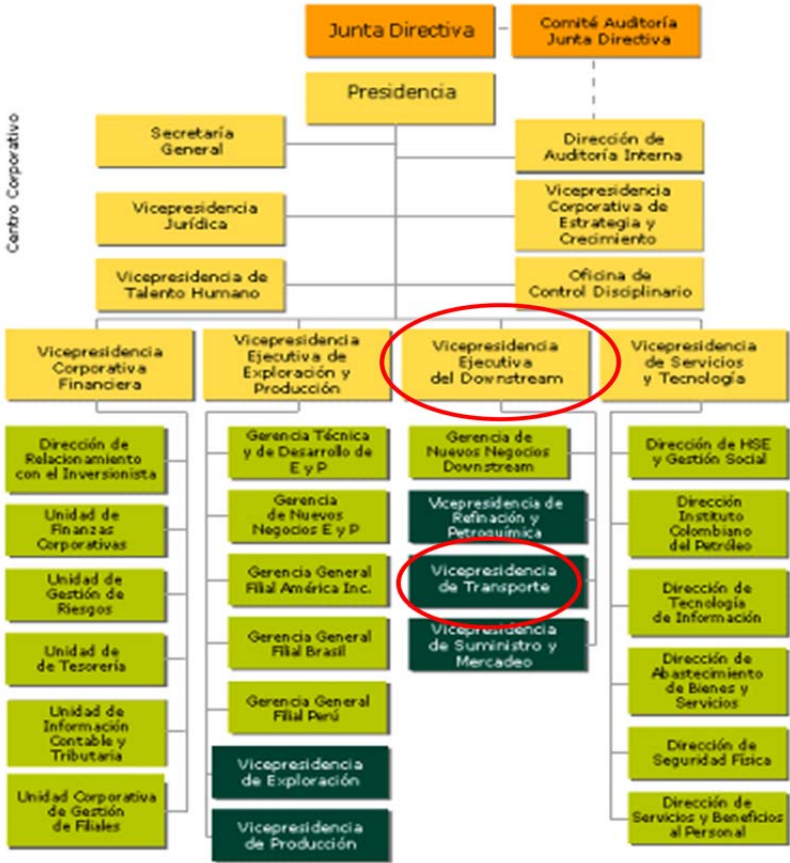 Junta Directiva
Comité Auditoría
Junta Directiva
Presidencia
Centro Corporativo
Secretaría
General
Dirección de
Auditoría Interna
Vicepresidencia
Jurídica
Vicepresidencia
Corporativa de
Estrategia y
Crecimiento
Vicepresidencia de
Talento Humano
Oficina de
Control Disciplinario
Vicepresidencia
Corporativa
Financiera
Vicepresidencia
Ejecutiva de
Exploración y
Producción
Vicepresidencia
Ejecutiva
del Downstream
Vicepresidencia
de Servicios
y Tecnología
Dirección de
Relacionamiento
con el Inversionista
Unidad de
Finanzas
Corporativas
Unidad de
Gestión de
Riesgos
Unidad de
de Tesorería
Unidad de
Información
Contable y
Tributaria
Unidad Corporativa
de Gestión
de Filiales
Gerencia Técnica
y de Desarrollo de
E y P
Gerencia
de Nuevos
Negocios E y P
Gerencia General
Filial América Inc.
Gerencia General
Filial Brasil
Gerencia General
Filial Perú
Vicepresidencia
de Exploración
Vicepresidencia
de Producción
Gerencia de
Nuevos Negocios
Downstream
Vicepresidencia de
Refinación y
Petroquímica
Vicepresidencia
de Transporte
Vicepresidencia
de Suministro y
Mercadeo
Dirección de HSE
y Gestión Social
Dirección
Instituto
Colombiano
del Petróleo
Dirección de
Tecnología
de Información
Dirección de
Abastecimiento
de Bienes y
Servicios
Dirección de
Seguridad Física
Dirección de
Servicios y Beneficios
al Personal